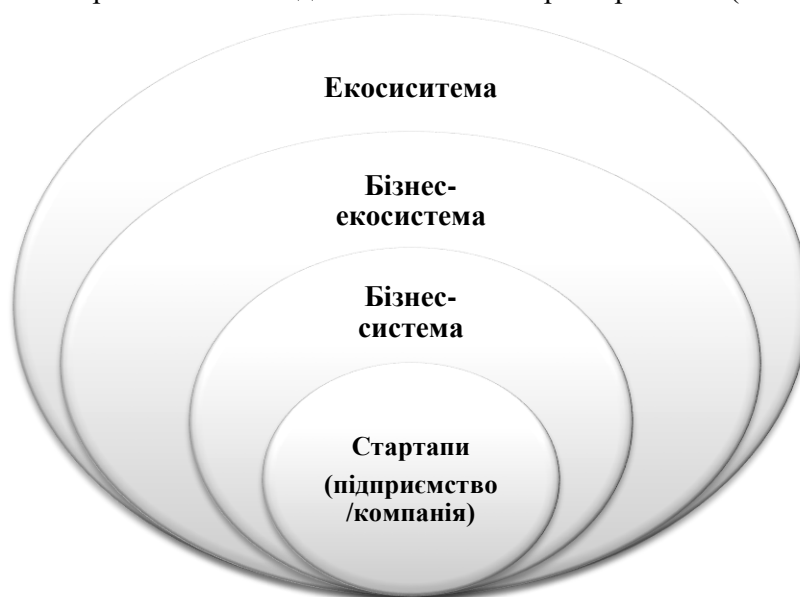 Екосиситема
Бізнес-
екосистема
Бізнес-
система
Стартапи
(підприємство
/компанія)